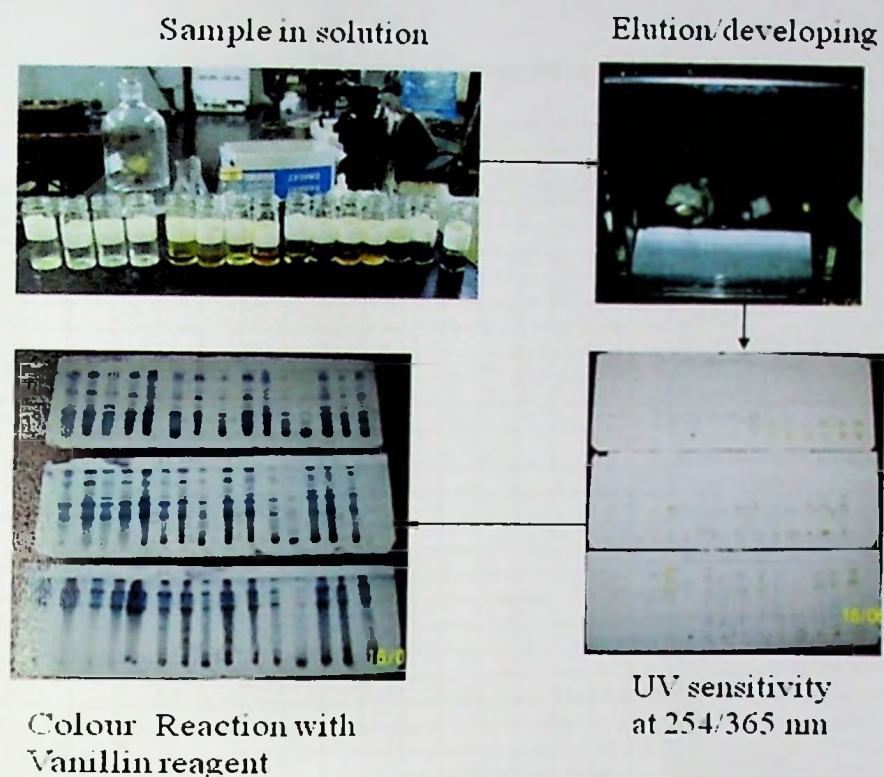 Sample in solution
Elution/developing
Colour Reaction with
Vanillin reagent
UV sensitivity
at 254/365 nm